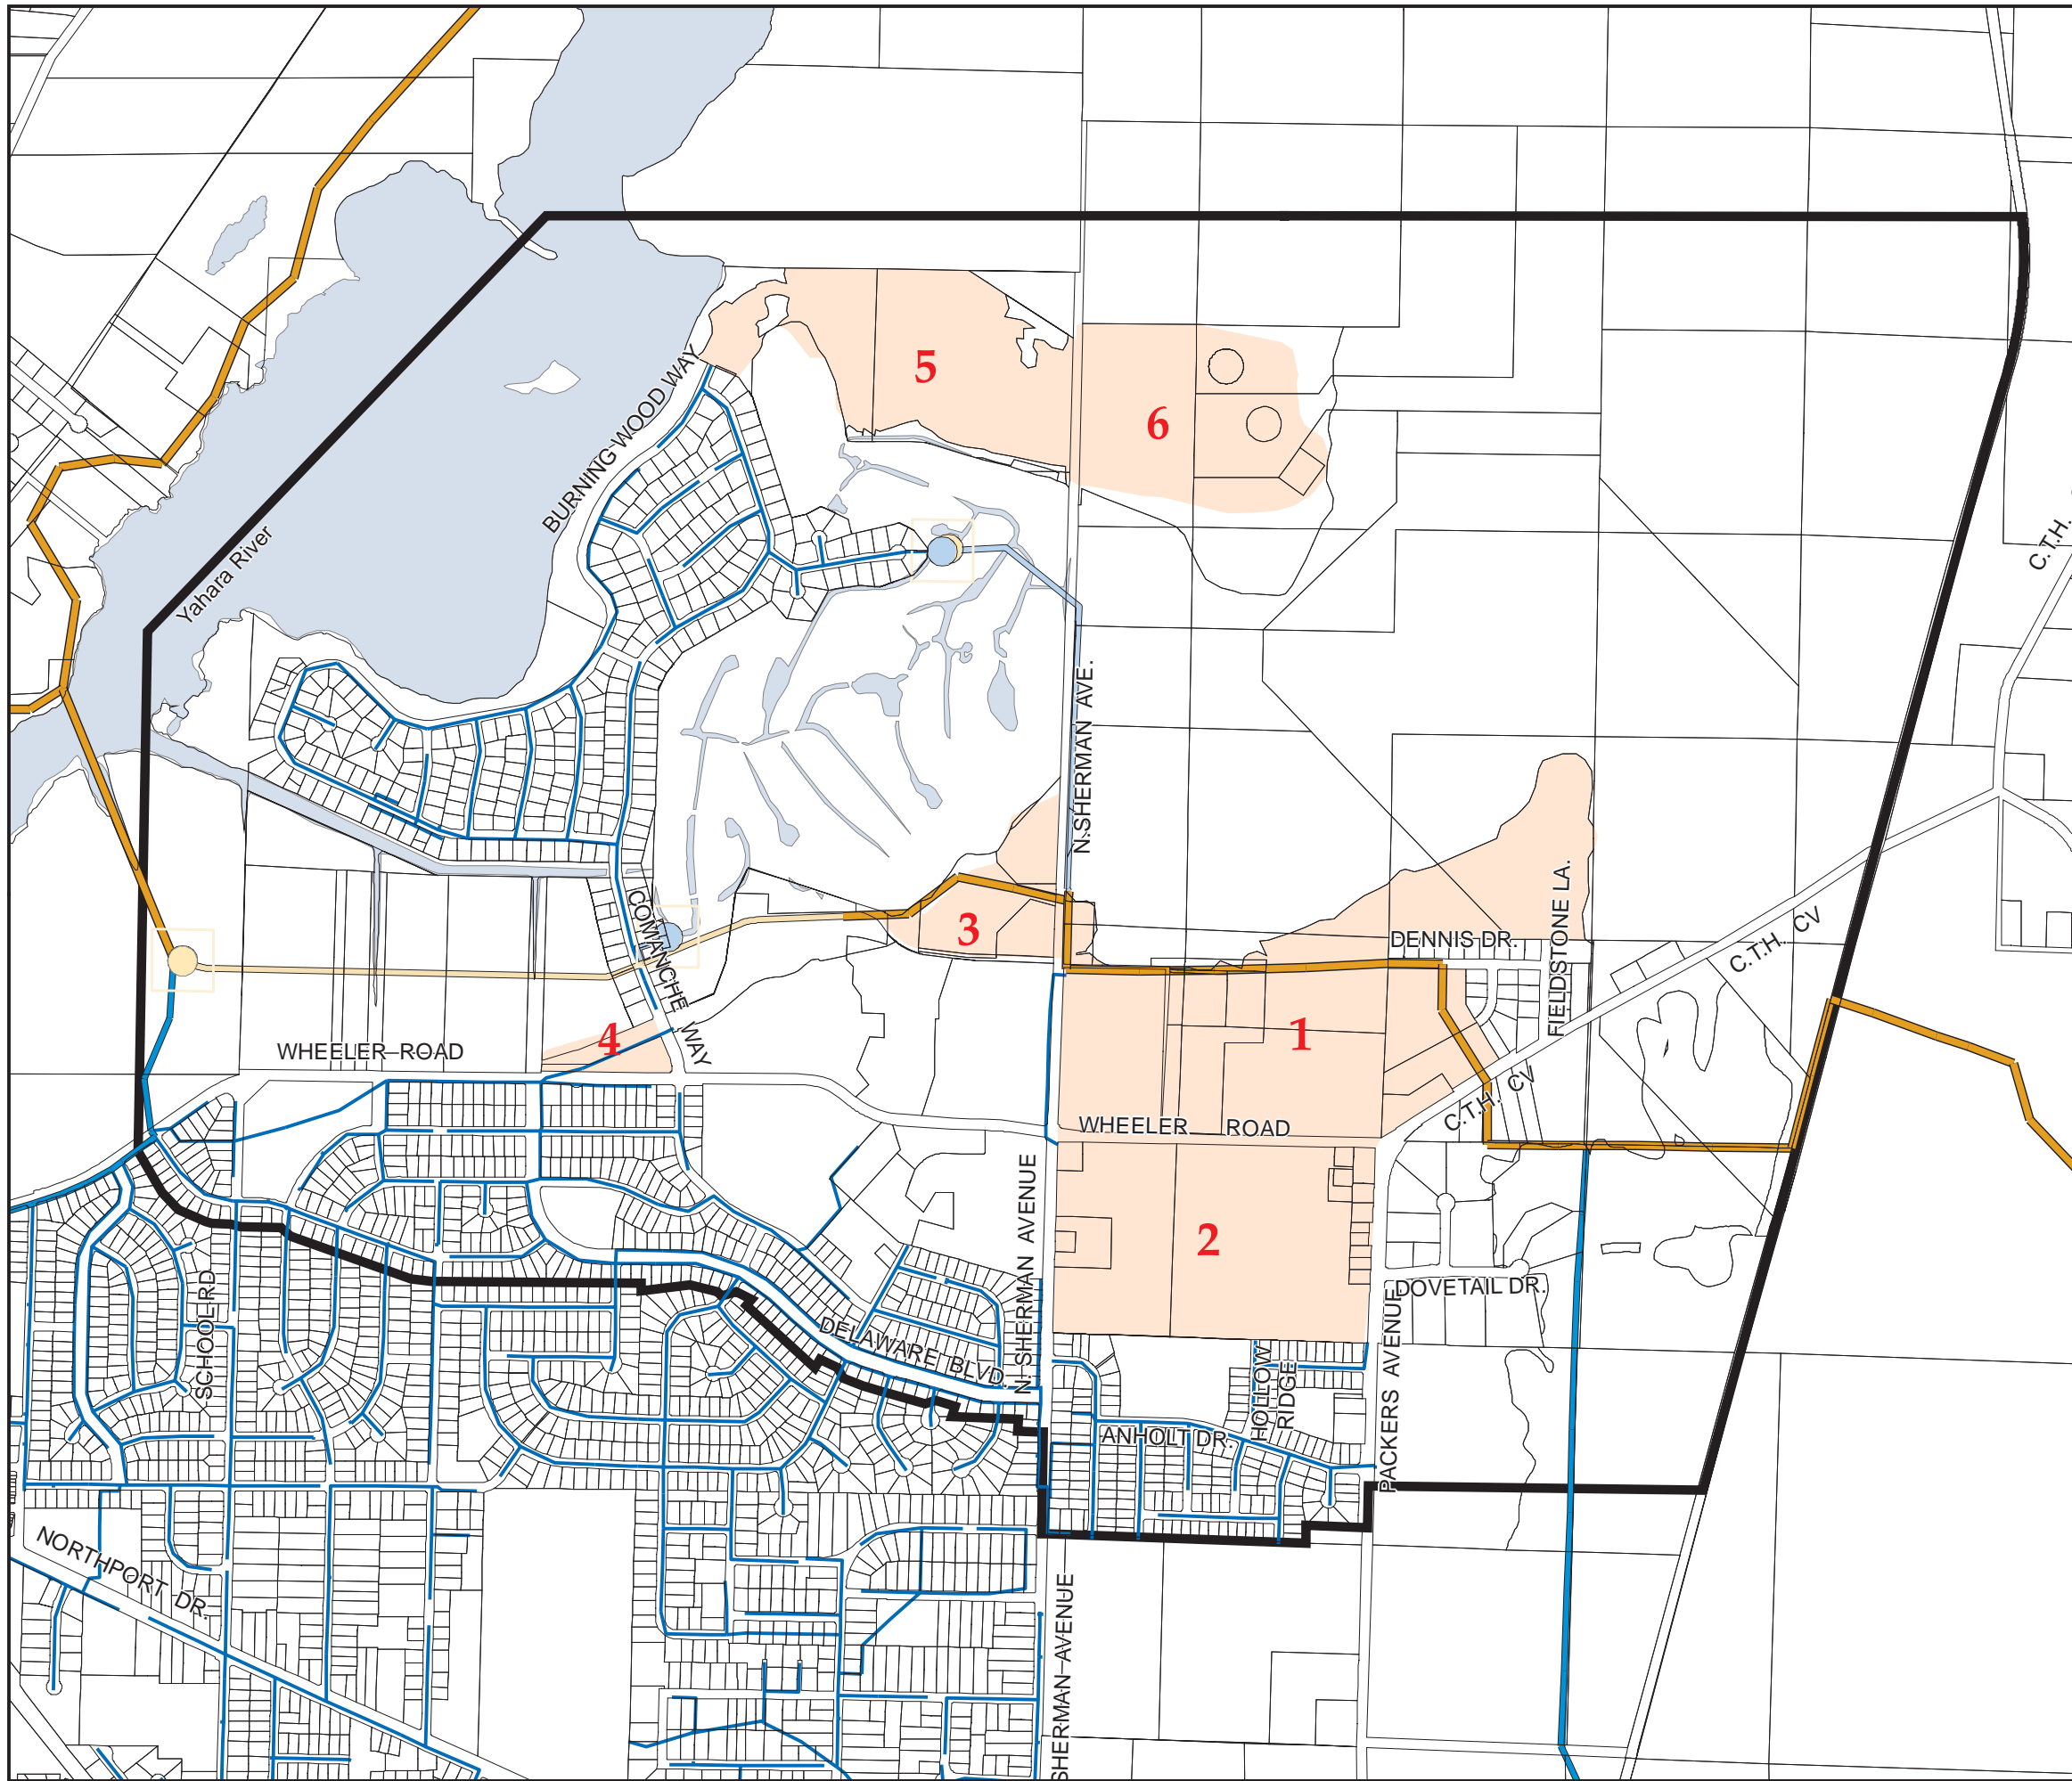 5
BURNING WOOD WAY
6
Yahara River
C.T.H.
N.SHERMAN AVE.
COMANCHE WAY
3
DENNIS DR.
FIELDSTONE LA.
C.T.H. CV
4
1
WHEELER ROAD
C.T.H. CV
WHEELER ROAD
N. SHERMAN AVENUE
2
SCHOOL RD.
DOVETAIL DR.
DELAWARE BLVD.
HOLLOW
RIDGE
PACKERS AVENUE
ANHOLT DR.
NORTHPORT DR.
SHERMAN AVENUE